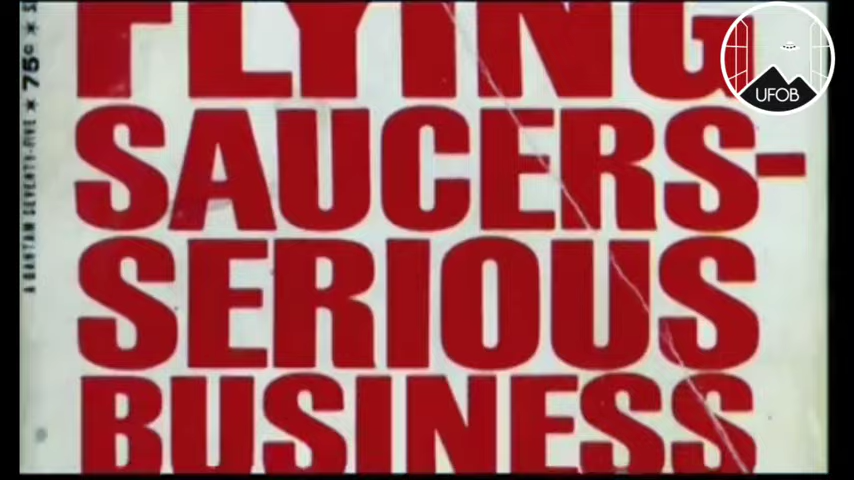 FLYING
SAUCERS-
SERIOUS
BUSINESS
A BANTAM SEVENTY-FIVE ★ 75¢ ★
UFOB